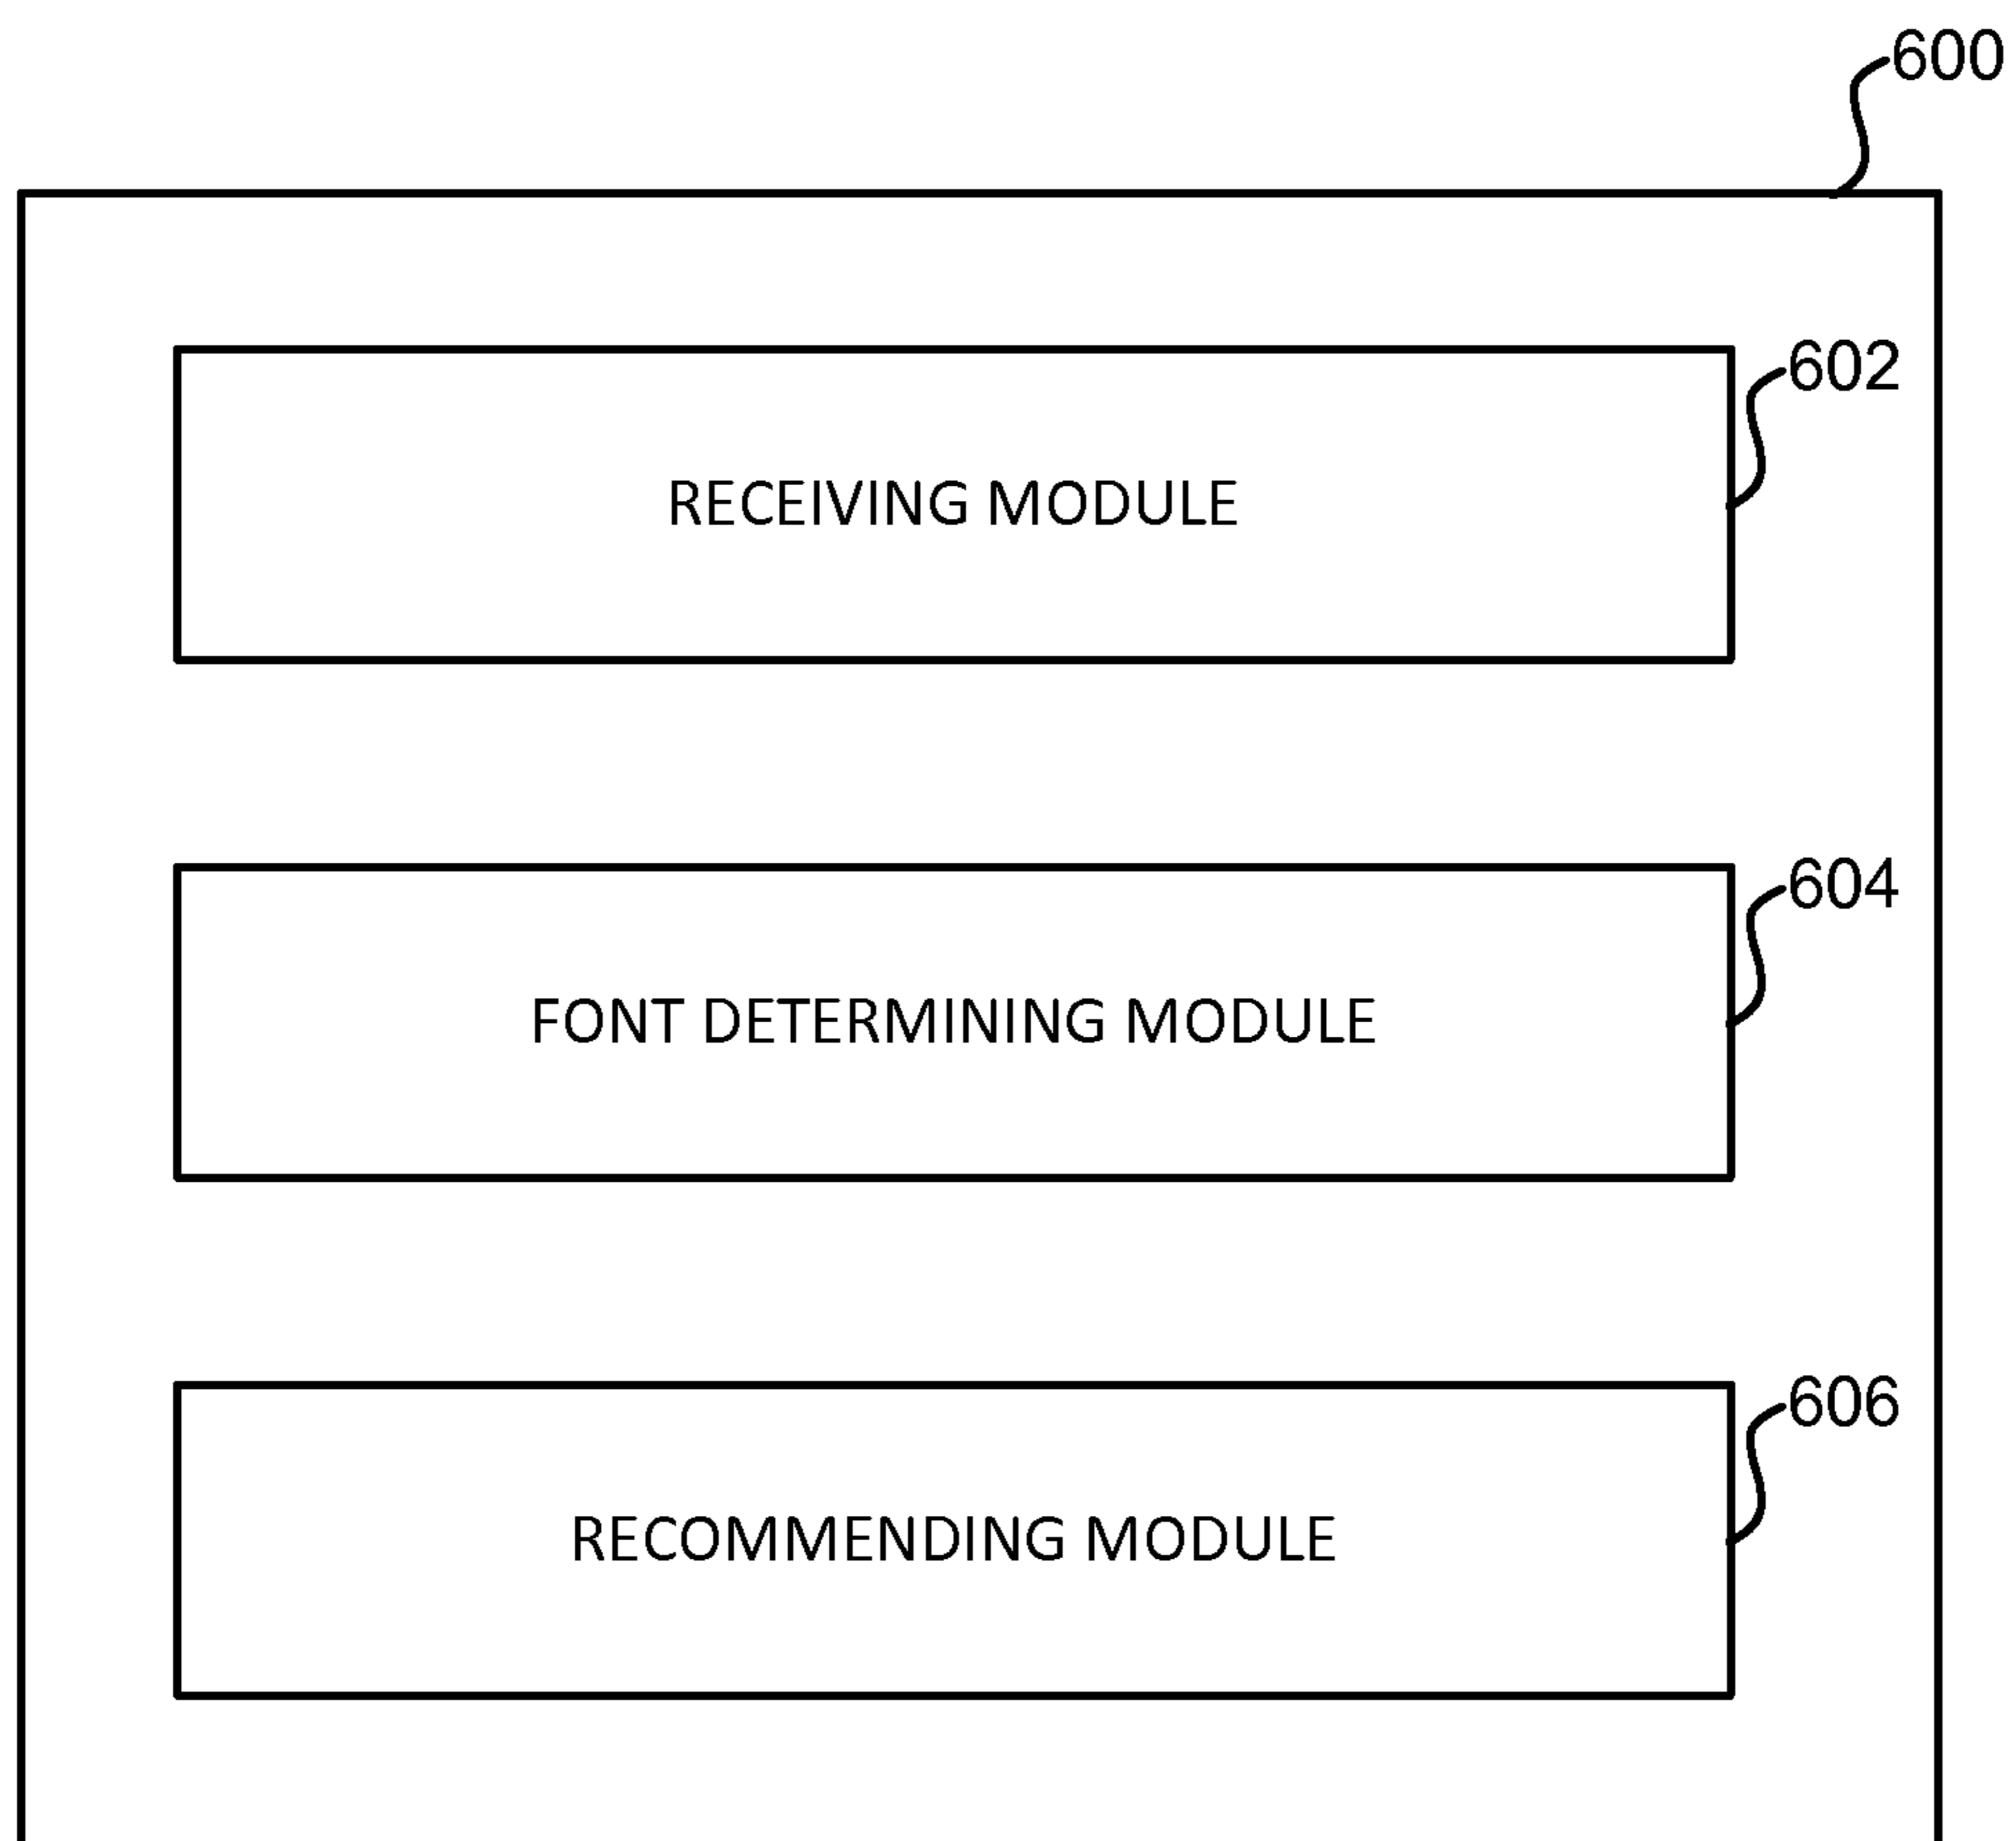 600
602
RECEIVING MODULE
604
FONT DETERMINING MODULE
606
RECOMMENDING MODULE